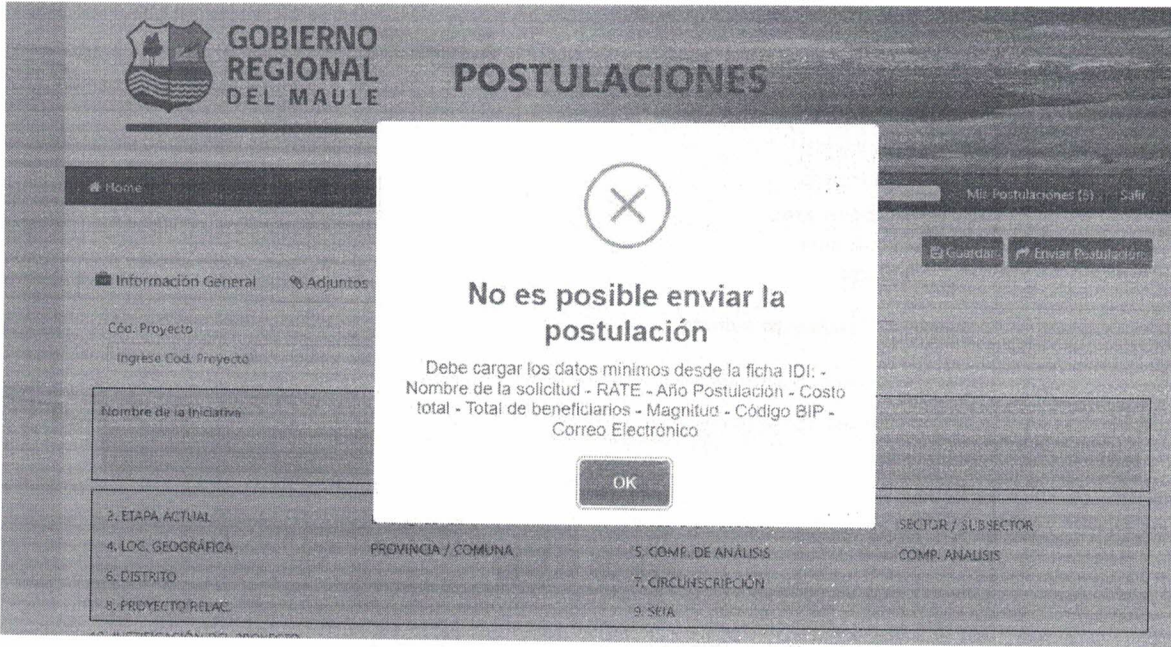 GOBIERNO
REGIONAL
DEL MAULE
POSTULACIONES
Home
Mis Postulaciones (6) Salir
Guardar Enviar Postulación
Información General Adjuntos
Cód. Proyecto
Ingrese Cod. Proyecto
No es posible enviar la
postulación
Debe cargar los datos minimos desde la ficha IDI: -
Nombre de la solicitud - RATE - Año Postulación - Costo
total - Total de beneficiarios - Magnitud - Código BIP -
Correo Electrónico
OK
Nombre de la Iniciativa
2. ETAPA ACTUAL SECTOR / SUBSECTOR
4. LOC. GEOGRÁFICA PROVINCIA / COMUNA 5. COMP. DE ANÁLISIS COMP. ANALISIS
6. DISTRITO 7. CIRCUNSCRIPCIÓN
8. PROYECTO RELAC. 9. SEIA